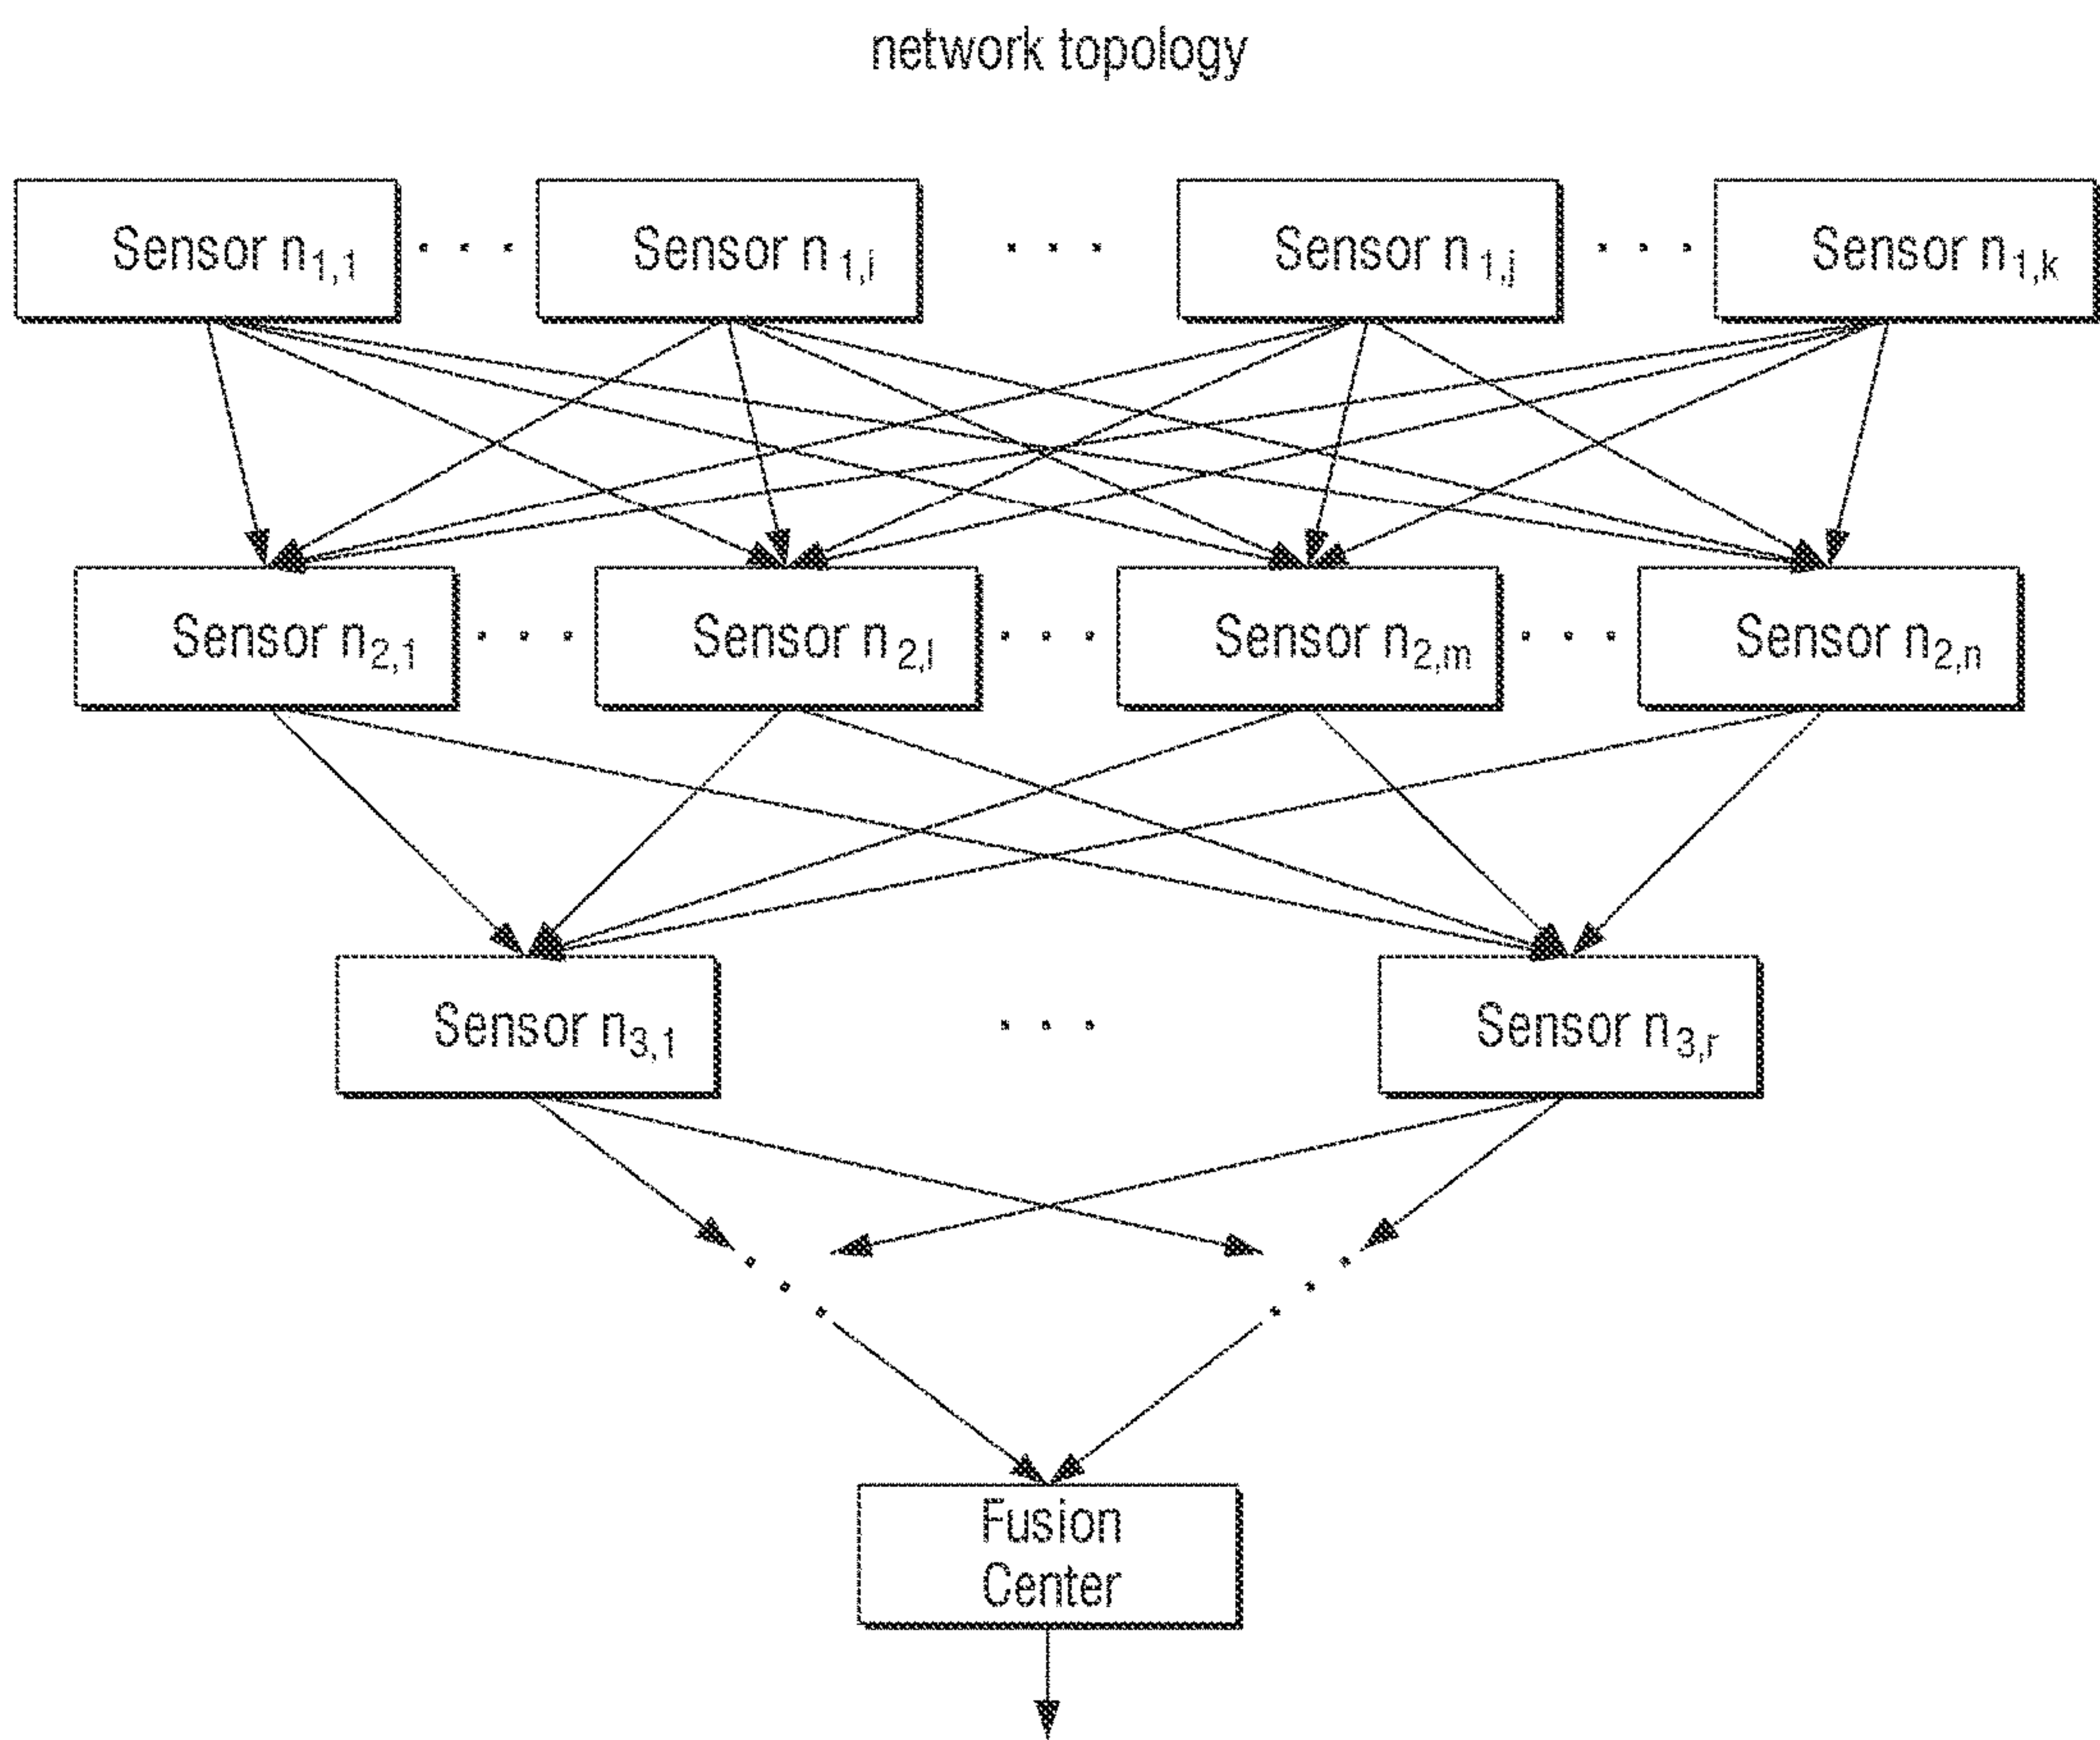 network topology
Sensor n1,1 . . . Sensor n1,i . . . Sensor n1,j . . . Sensor n1,k
Sensor n2,1 . . . Sensor n2,l . . . Sensor n2,m . . . Sensor n2,n
Sensor n3,1 . . . Sensor n3,r
Fusion
Center